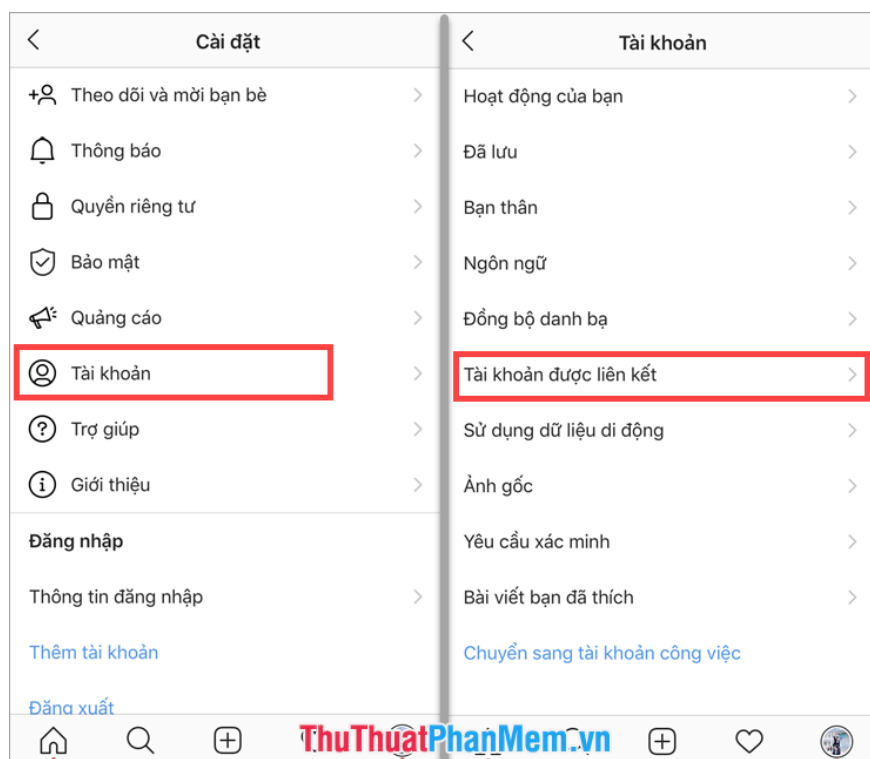 Cài đặt
Theo dõi và mời bạn bè
Thông báo
Quyền riêng tư
Bảo mật
Quảng cáo
Tài khoản
Trợ giúp
Giới thiệu
Đăng nhập
Thông tin đăng nhập
Thêm tài khoản
Đăng xuất
Tài khoản
Hoạt động của bạn
Đã lưu
Bạn thân
Ngôn ngữ
Đồng bộ danh bạ
Tài khoản được liên kết
Sử dụng dữ liệu di động
Ảnh gốc
Yêu cầu xác minh
Bài viết bạn đã thích
Chuyển sang tài khoản công việc
ThuThuatPhanMem.vn